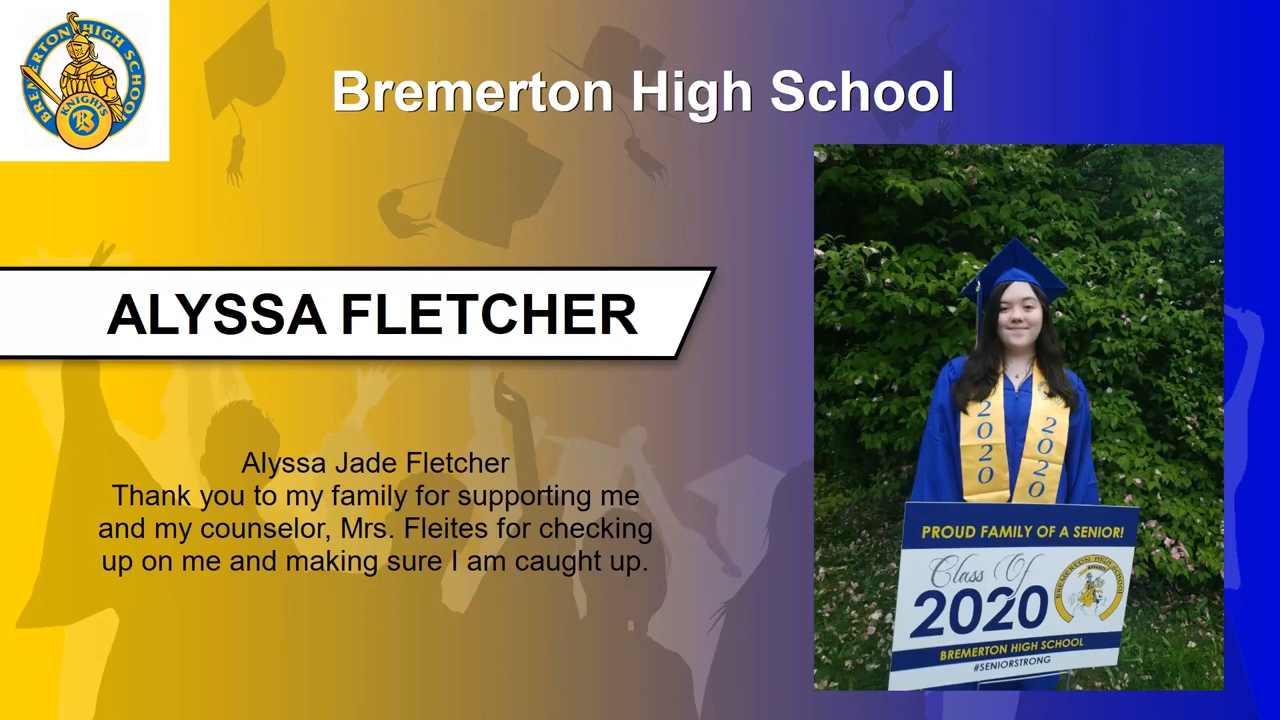 BREMERTON HIGH SCHOOL
KNIGHTS
B
Bremerton High School
ALYSSA FLETCHER
Alyssa Jade Fletcher
Thank you to my family for supporting me
and my counselor, Mrs. Fleites for checking
up on me and making sure I am caught up.
2020
2020
PROUD FAMILY OF A SENIOR!
Class Of
2020
BREMERTON HIGH SCHOOL
BREMERTON HIGH SCHOOL
#SENIORSTRONG